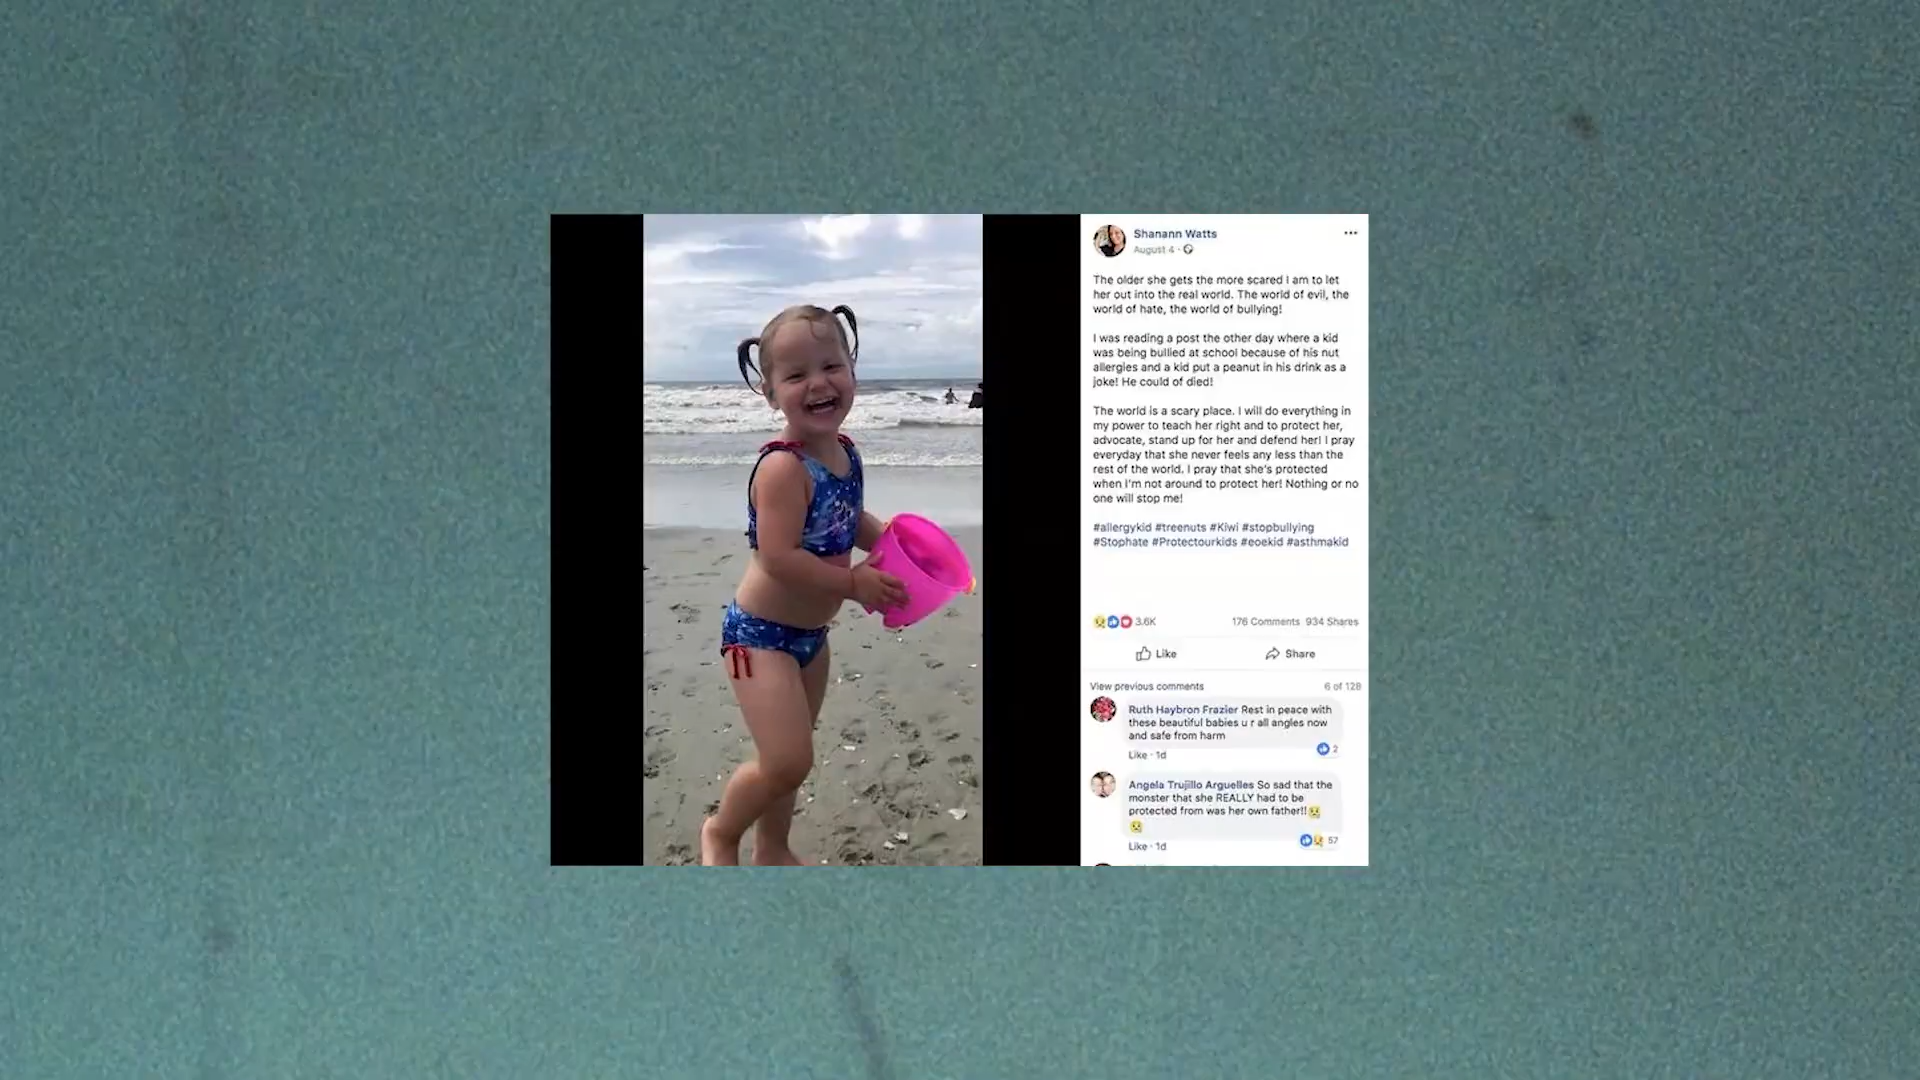 Shanann Watts
August 4
The older she gets the more scared I am to let
her out into the real world. The world of evil, the
world of hate, the world of bullying!
I was reading a post the other day where a kid
was being bullied at school because of his nut
allergies and a kid put a peanut in his drink as a
joke! He could of died!
The world is a scary place. I will do everything in
my power to teach her right and to protect her,
advocate, stand up for her and defend her! I pray
everyday that she never feels any less than the
rest of the world. I pray that she's protected
when I'm not around to protect her! Nothing or no
one will stop me!
#allergykid #treenuts #Kiwi #stopbullying
#Stophate #Protectourkids #eoekid #asthmakid
3.6K 176 Comments 934 Shares
Like Share
View previous comments 6 of 128
Ruth Haybron Frazier Rest in peace with
these beautiful babies u r all angles now
and safe from harm
2
Like · 1d
Angela Trujillo Arguelles So sad that the
monster that she REALLY had to be
protected from was her own father!!
57
Like · 1d